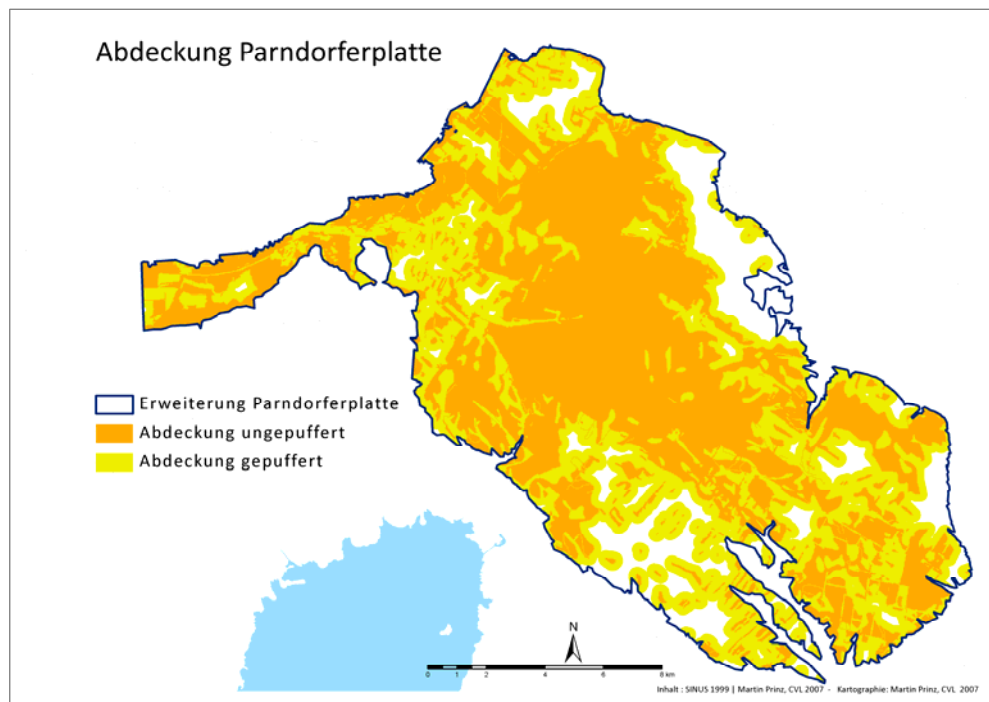 Abdeckung Parndorferplatte
Erweiterung Parndorferplatte
Abdeckung ungepuffert
Abdeckung gepuffert
N
0 1 2 4 6 8 km
Inhalt : SINUS 1999 | Martin Prinz, CVL 2007 - Kartographie: Martin Prinz, CVL 2007